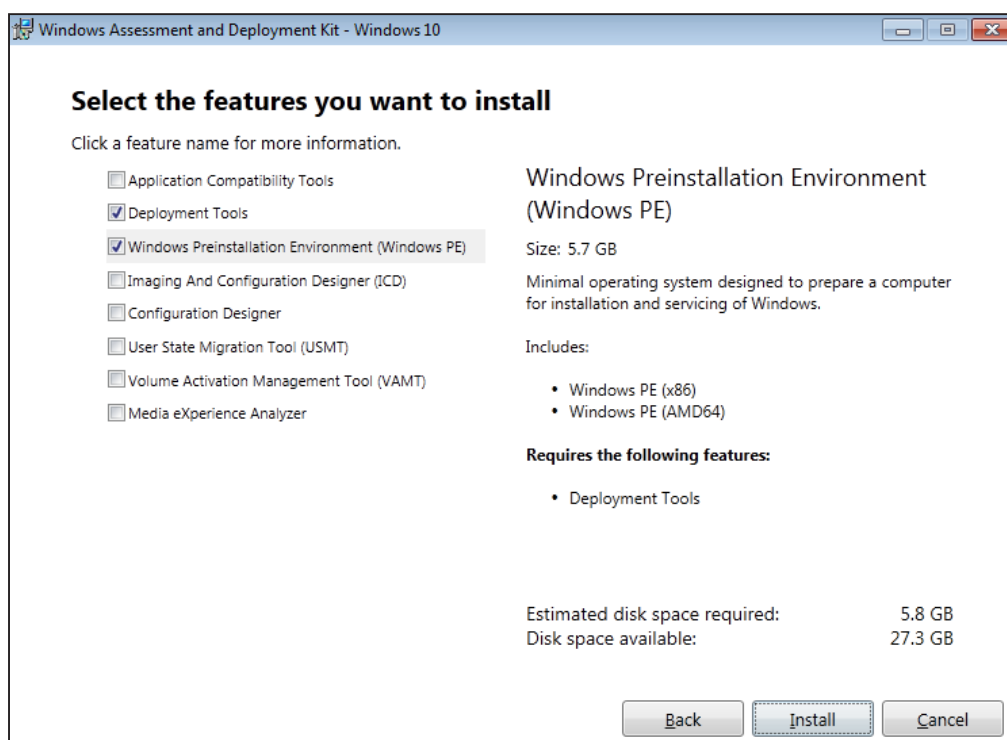 Windows Assessment and Deployment Kit - Windows 10
Select the features you want to install
Click a feature name for more information.
Application Compatibility Tools
Deployment Tools
Windows Preinstallation Environment (Windows PE)
Imaging And Configuration Designer (ICD)
Configuration Designer
User State Migration Tool (USMT)
Volume Activation Management Tool (VAMT)
Media eXperience Analyzer
Windows Preinstallation Environment
(Windows PE)
Size: 5.7 GB
Minimal operating system designed to prepare a computer
for installation and servicing of Windows.
Includes:
• Windows PE (x86)
• Windows PE (AMD64)
Requires the following features:
• Deployment Tools
Estimated disk space required: 5.8 GB
Disk space available: 27.3 GB
Back Install Cancel